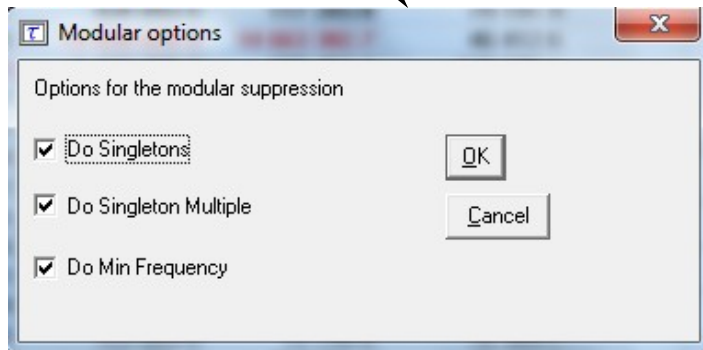 τ Modular options
Options for the modular suppression
Do Singletons
OK
Do Singleton Multiple
Cancel
Do Min Frequency